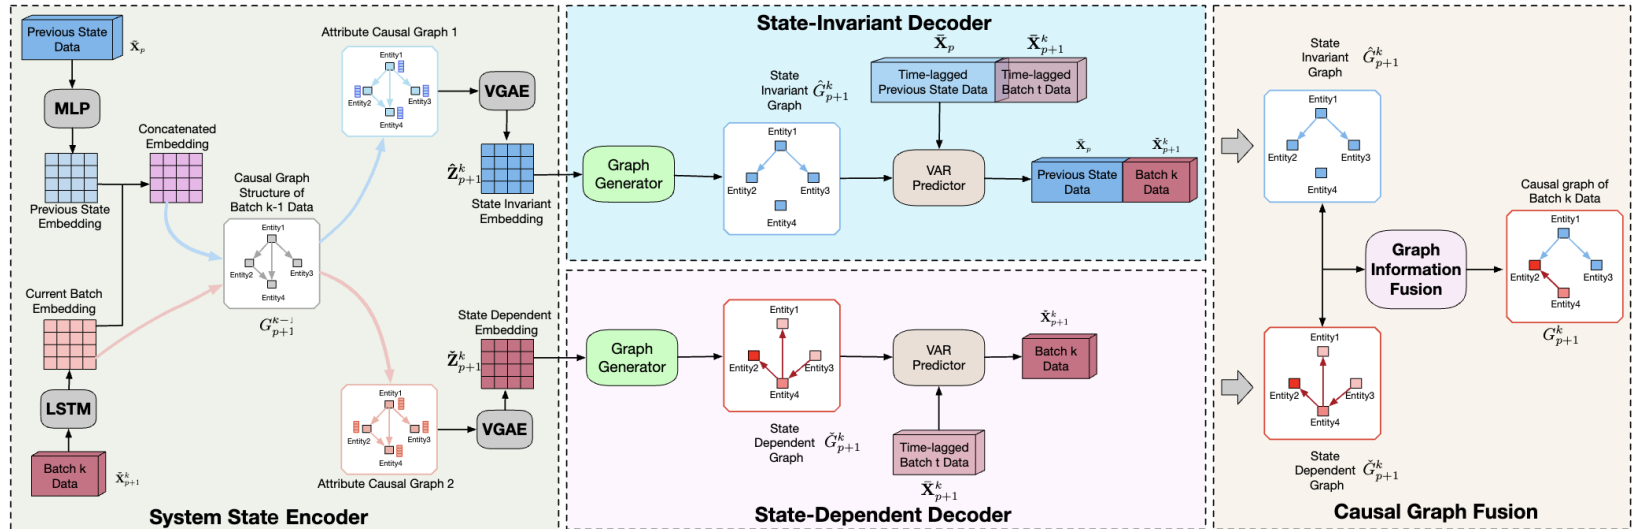 Previous State
Data
X̃_p
MLP
Previous State
Embedding
Concatenated
Embedding
Current Batch
Embedding
LSTM
Batch k
Data
X̃^k_{p+1}
Causal Graph
Structure of
Batch k-1 Data
Entity1
Entity2
Entity3
Entity4
Attribute Causal Graph 1
Entity1
Entity2
Entity3
Entity4
VGAE
Ẑ^k_{p+1}
State Invariant
Embedding
Entity1
Entity2
Entity3
Entity4
Attribute Causal Graph 2
State Dependent
Embedding
Ž^k_{p+1}
VGAE
System State Encoder
State-Invariant Decoder
Graph
Generator
State
Invariant
Graph
Ĝ^k_{p+1}
Entity1
Entity2
Entity3
Entity4
X̄_p
X̄^k_{p+1}
Time-lagged
Previous State Data
Time-lagged
Batch t Data
VAR
Predictor
X̃_p
X̃^k_{p+1}
Previous State
Data
Batch k
Data
Graph
Generator
Entity1
Entity2
Entity3
Entity4
State
Dependent
Graph
Ǧ^k_{p+1}
VAR
Predictor
Time-lagged
Batch t Data
X̄^k_{p+1}
X̃^k_{p+1}
Batch k
Data
State-Dependent Decoder
State
Invariant
Graph
Ĝ^k_{p+1}
Entity1
Entity2
Entity3
Entity4
Entity1
Entity2
Entity3
Entity4
State
Dependent
Graph
Ǧ^k_{p+1}
Graph
Information
Fusion
Causal graph of
Batch k Data
Entity1
Entity2
Entity3
Entity4
G^k_{p+1}
Causal Graph Fusion